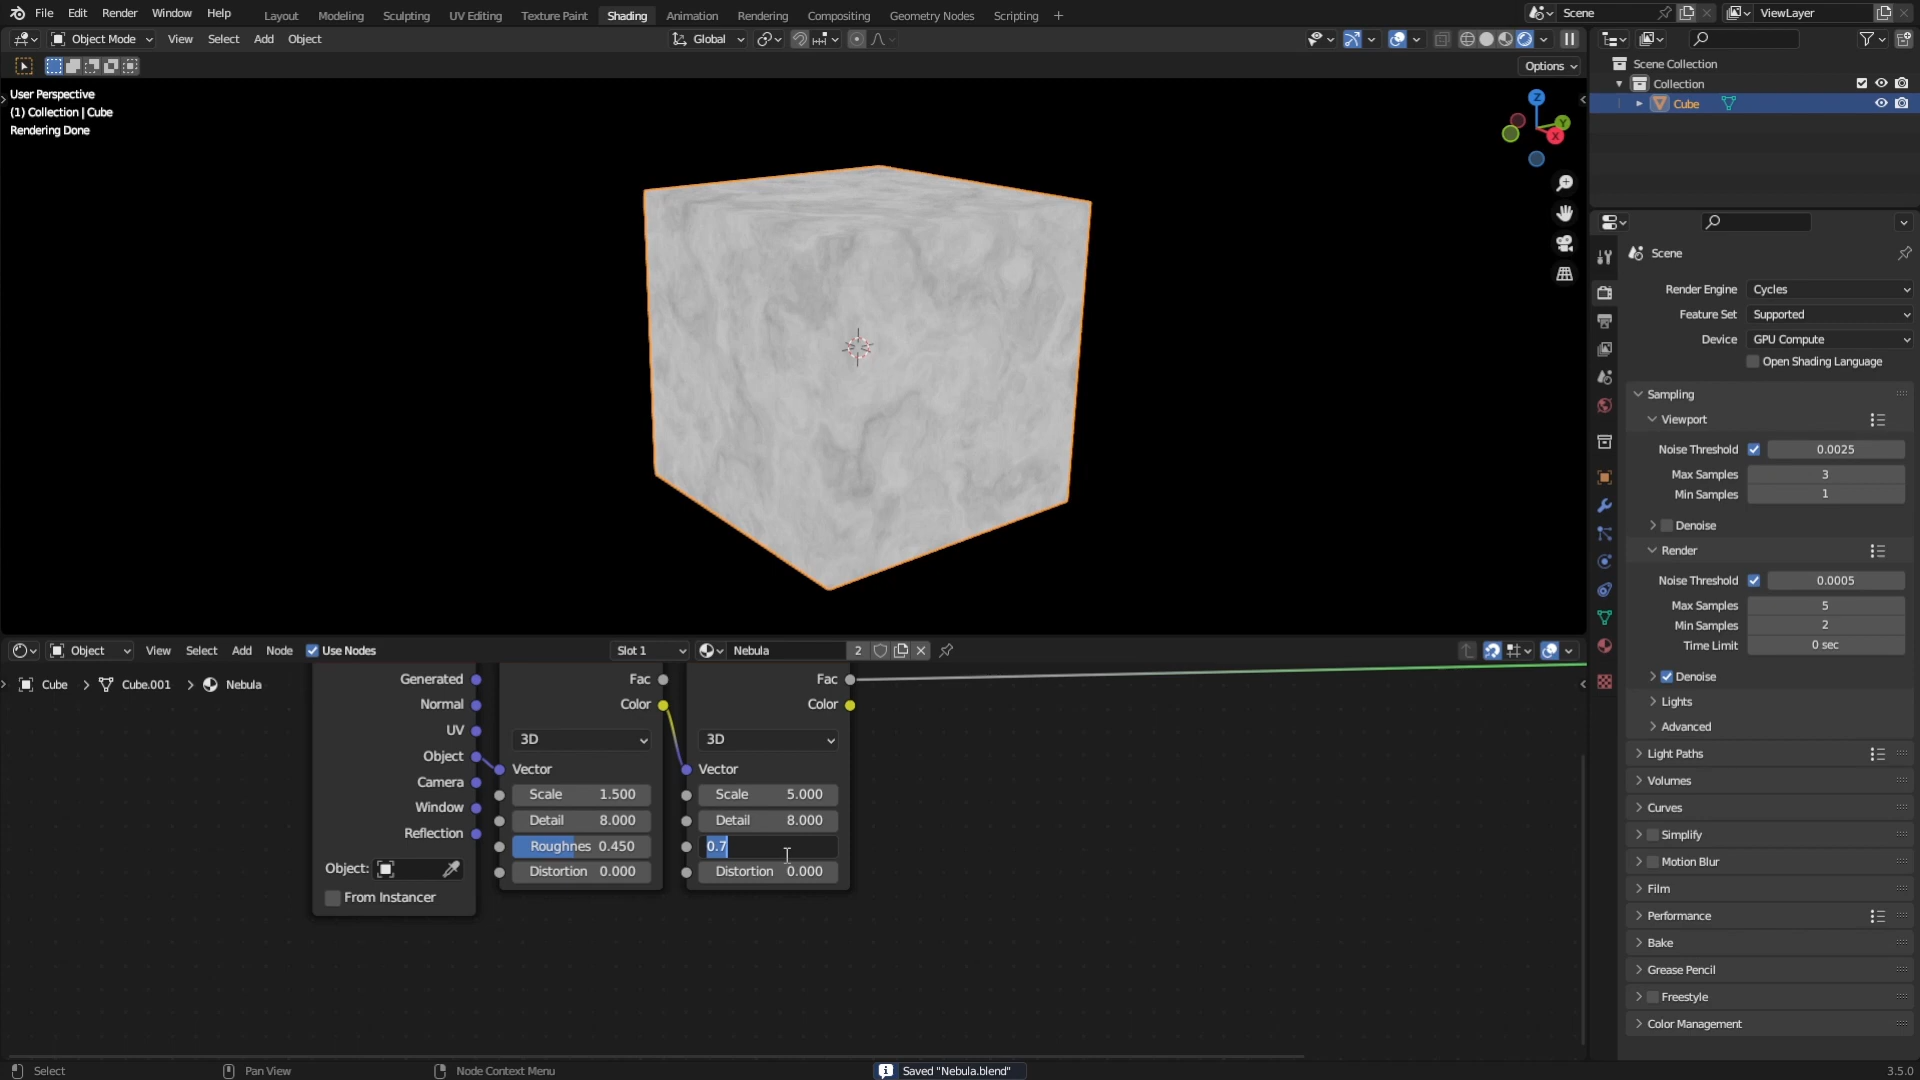 File Edit Render Window Help Layout Modeling Sculpting UV Editing Texture Paint Shading Animation Rendering Compositing Geometry Nodes Scripting + Scene ViewLayer
Object Mode View Select Add Object Global
Options
User Perspective
(1) Collection | Cube
Rendering Done
Z
Y
X
Scene Collection
Collection
Cube
Scene
Render Engine Cycles
Feature Set Supported
Device GPU Compute
Open Shading Language
Sampling
Viewport
Noise Threshold 0.0025
Max Samples 3
Min Samples 1
Denoise
Render
Noise Threshold 0.0005
Max Samples 5
Min Samples 2
Time Limit 0 sec
Denoise
Lights
Advanced
Light Paths
Volumes
Curves
Simplify
Motion Blur
Film
Performance
Bake
Grease Pencil
Freestyle
Color Management
Object View Select Add Node Use Nodes Slot 1 Nebula 2
Cube > Cube.001 > Nebula
Generated
Normal
UV
Object
Camera
Window
Reflection
Object:
From Instancer
Fac
Color
3D
Vector
Scale 1.500
Detail 8.000
Roughnes 0.450
Distortion 0.000
Fac
Color
3D
Vector
Scale 5.000
Detail 8.000
0.7
Distortion 0.000
Select Pan View Node Context Menu Saved "Nebula.blend" 3.5.0